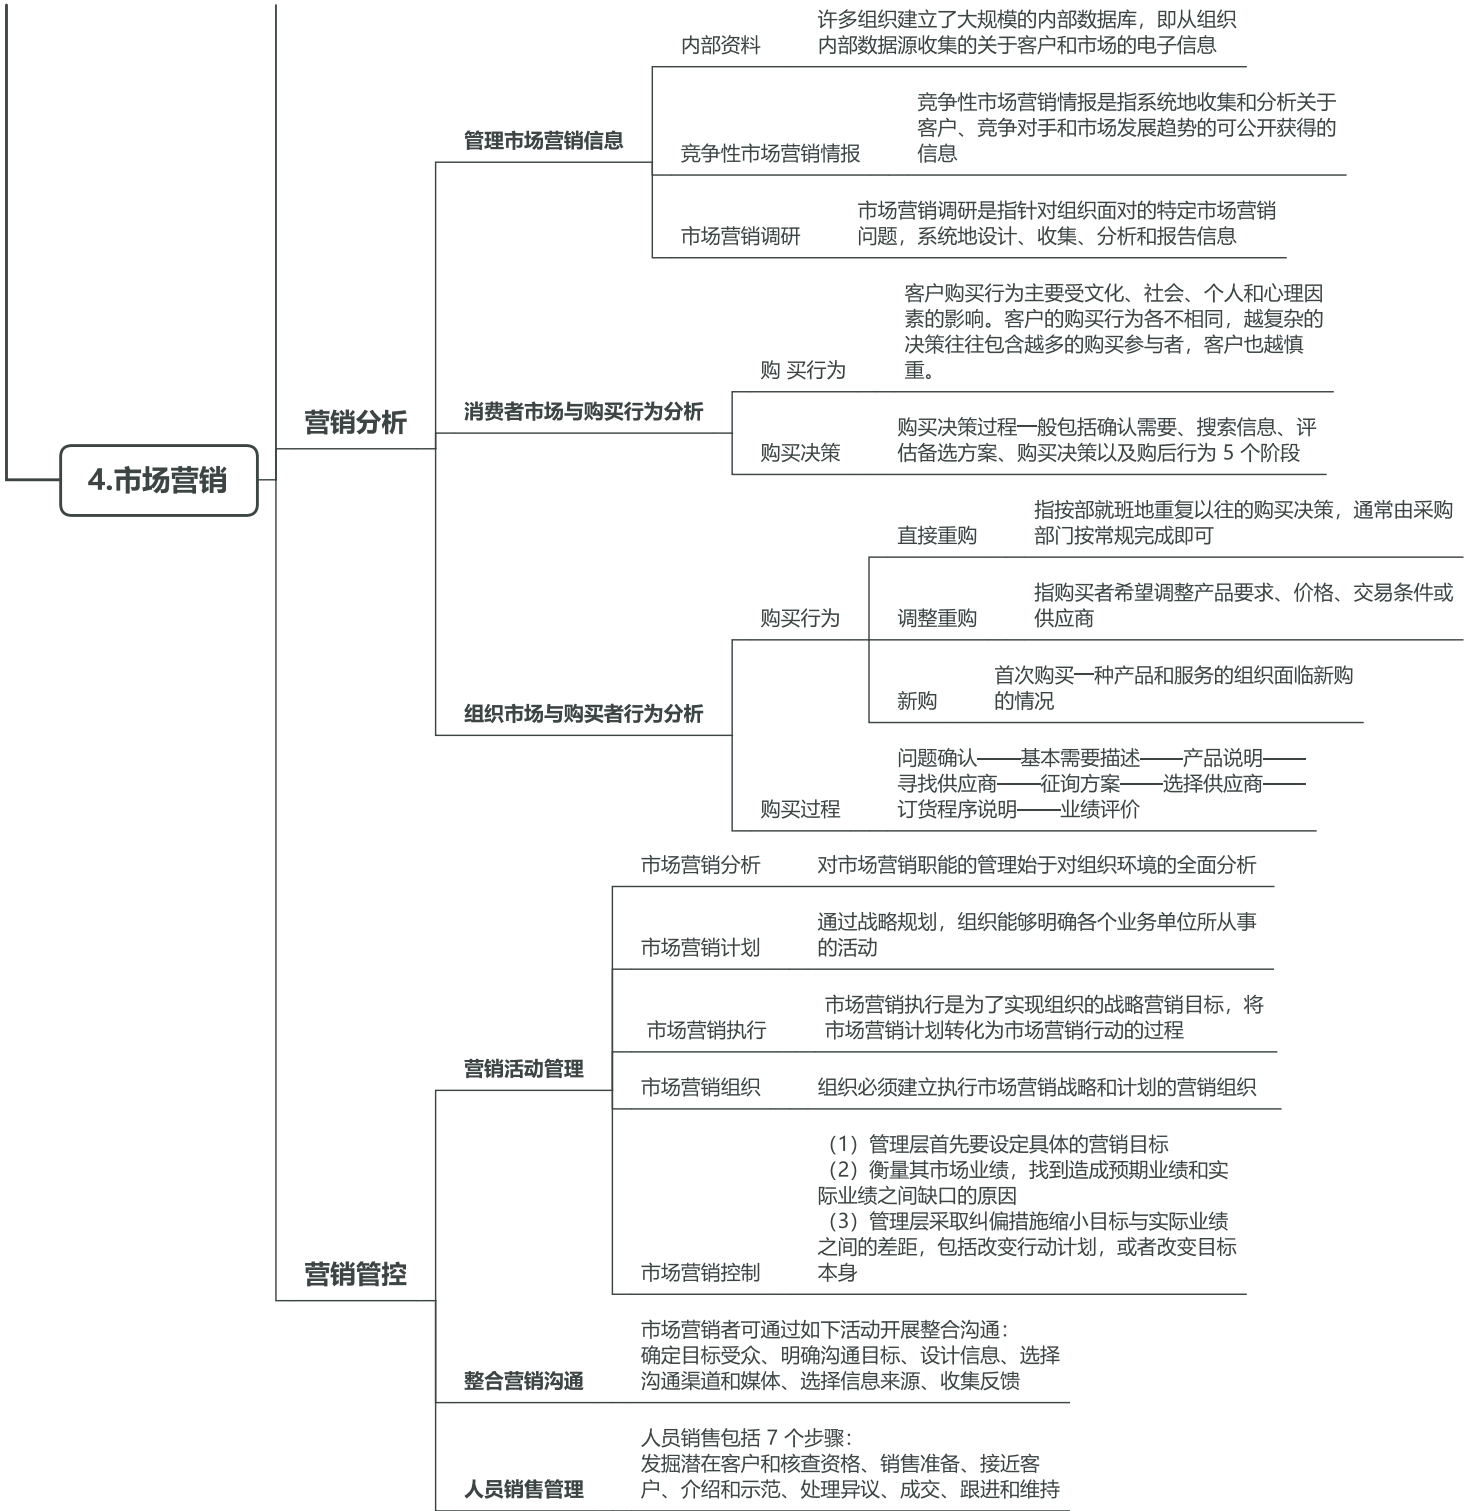 4.市场营销
营销分析
管理市场营销信息
内部资料
许多组织建立了大规模的内部数据库，即从组织
内部数据源收集的关于客户和市场的电子信息
竞争性市场营销情报
竞争性市场营销情报是指系统地收集和分析关于
客户、竞争对手和市场发展趋势的可公开获得的
信息
市场营销调研
市场营销调研是指针对组织面对的特定市场营销
问题，系统地设计、收集、分析和报告信息
消费者市场与购买行为分析
购 买行为
客户购买行为主要受文化、社会、个人和心理因
素的影响。客户的购买行为各不相同，越复杂的
决策往往包含越多的购买参与者，客户也越慎
重。
购买决策
购买决策过程一般包括确认需要、搜索信息、评
估备选方案、购买决策以及购后行为 5 个阶段
组织市场与购买者行为分析
购买行为
直接重购
指按部就班地重复以往的购买决策，通常由采购
部门按常规完成即可
调整重购
指购买者希望调整产品要求、价格、交易条件或
供应商
新购
首次购买一种产品和服务的组织面临新购
的情况
购买过程
问题确认——基本需要描述——产品说明——
寻找供应商——征询方案——选择供应商——
订货程序说明——业绩评价
营销管控
营销活动管理
市场营销分析
对市场营销职能的管理始于对组织环境的全面分析
市场营销计划
通过战略规划，组织能够明确各个业务单位所从事
的活动
市场营销执行
市场营销执行是为了实现组织的战略营销目标，将
市场营销计划转化为市场营销行动的过程
市场营销组织
组织必须建立执行市场营销战略和计划的营销组织
市场营销控制
（1）管理层首先要设定具体的营销目标
（2）衡量其市场业绩，找到造成预期业绩和实
际业绩之间缺口的原因
（3）管理层采取纠偏措施缩小目标与实际业绩
之间的差距，包括改变行动计划，或者改变目标
本身
整合营销沟通
市场营销者可通过如下活动开展整合沟通：
确定目标受众、明确沟通目标、设计信息、选择
沟通渠道和媒体、选择信息来源、收集反馈
人员销售管理
人员销售包括 7 个步骤：
发掘潜在客户和核查资格、销售准备、接近客
户、介绍和示范、处理异议、成交、跟进和维持